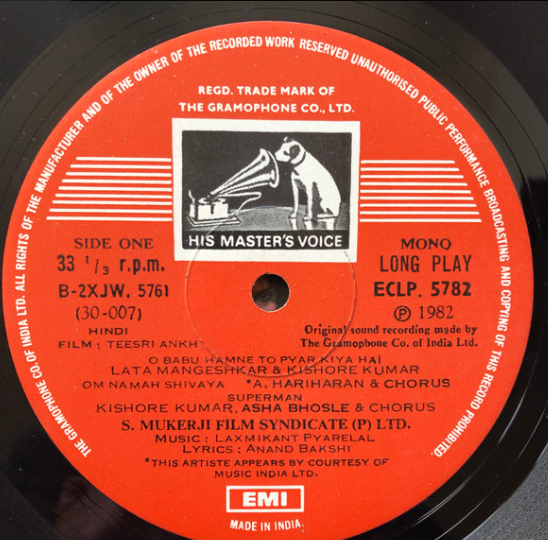 THE GRAMOPHONE CO. OF INDIA LTD. ALL RIGHTS OF THE MANUFACTURER AND OF THE OWNER OF THE RECORDED WORK RESERVED UNAUTHORISED PUBLIC PERFORMANCE BROADCASTING AND COPYING OF THIS RECORD PROHIBITED.
REGD. TRADE MARK OF
THE GRAMOPHONE CO., LTD.
HIS MASTER'S VOICE
SIDE ONE
33 1/3 r.p.m.
B-2XJW, 5761
(30-007)
HINDI
FILM : TEESRI ANKH
MONO
LONG PLAY
ECLP. 5782
℗ 1982
Original sound recording made by
The Gramophone Co. of India Ltd.
O BABU HAMNE TO PYAR KIYA HAI
LATA MANGESHKAR & KISHORE KUMAR
OM NAMAH SHIVAYA *A, HARIHARAN & CHORUS
SUPERMAN
KISHORE KUMAR, ASHA BHOSLE & CHORUS
S. MUKERJI FILM SYNDICATE (P) LTD.
MUSIC : LAXMIKANT PYARELAL
LYRICS : ANAND BAKSHI
*THIS ARTISTE APPEARS BY COURTESY OF
MUSIC INDIA LTD.
EMI
MADE IN INDIA.